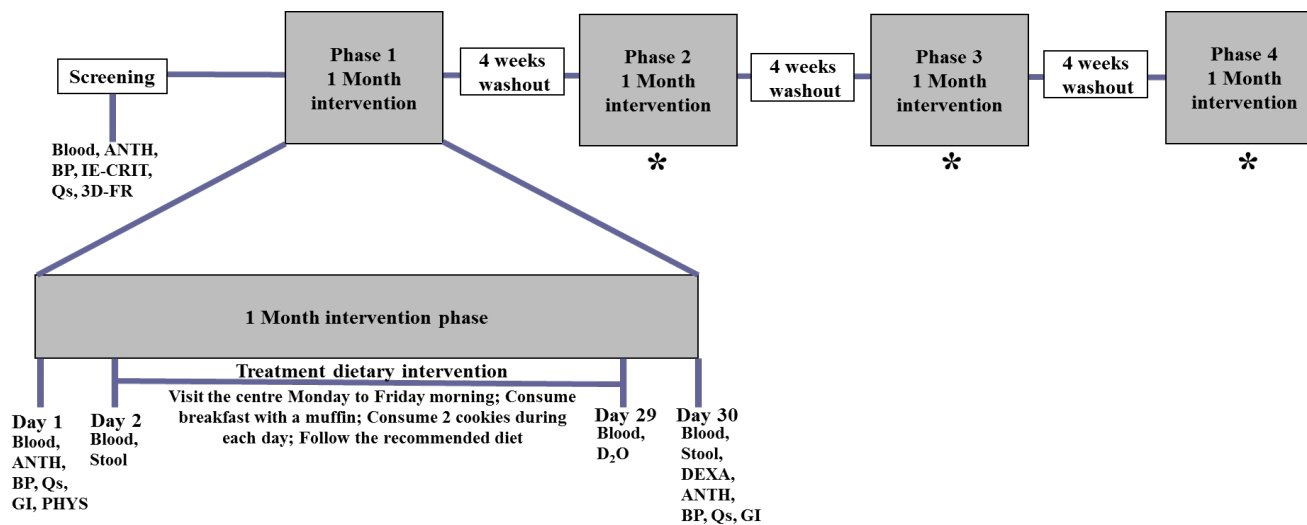 Screening
Phase 1
1 Month
intervention
4 weeks
washout
Phase 2
1 Month
intervention
*
4 weeks
washout
Phase 3
1 Month
intervention
*
4 weeks
washout
Phase 4
1 Month
intervention
*
Blood, ANTH,
BP, IE-CRIT,
Qs, 3D-FR
1 Month intervention phase
Treatment dietary intervention
Visit the centre Monday to Friday morning; Consume
breakfast with a muffin; Consume 2 cookies during
each day; Follow the recommended diet
Day 1
Blood,
ANTH,
BP, Qs,
GI, PHYS
Day 2
Blood,
Stool
Day 29
Blood,
D₂O
Day 30
Blood,
Stool,
DEXA,
ANTH,
BP, Qs, GI